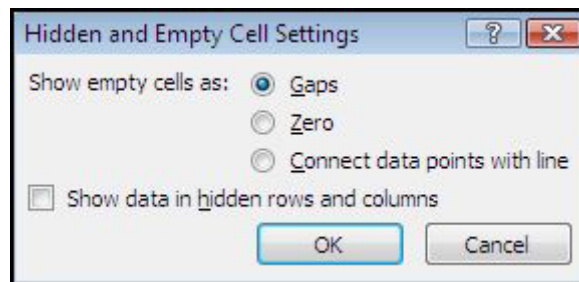 Hidden and Empty Cell Settings ?
Show empty cells as: Gaps
Zero
Connect data points with line
Show data in hidden rows and columns
OK Cancel